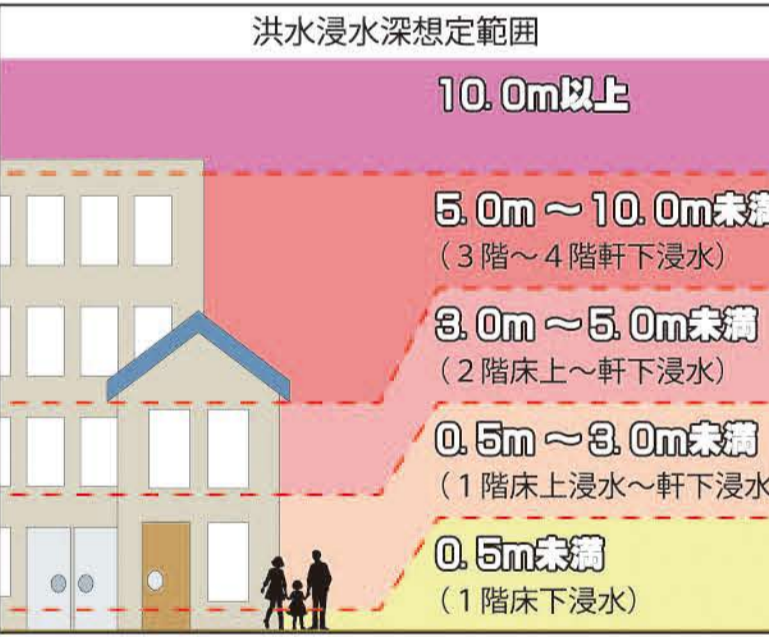 洪水浸水深想定範囲
10.0m以上
5.0m～10.0m未満
（3階～4階軒下浸水）
3.0m～5.0m未満
（2階床上～軒下浸水）
0.5m～3.0m未満
（1階床上浸水～軒下浸水
0.5m未満
（1階床下浸水）